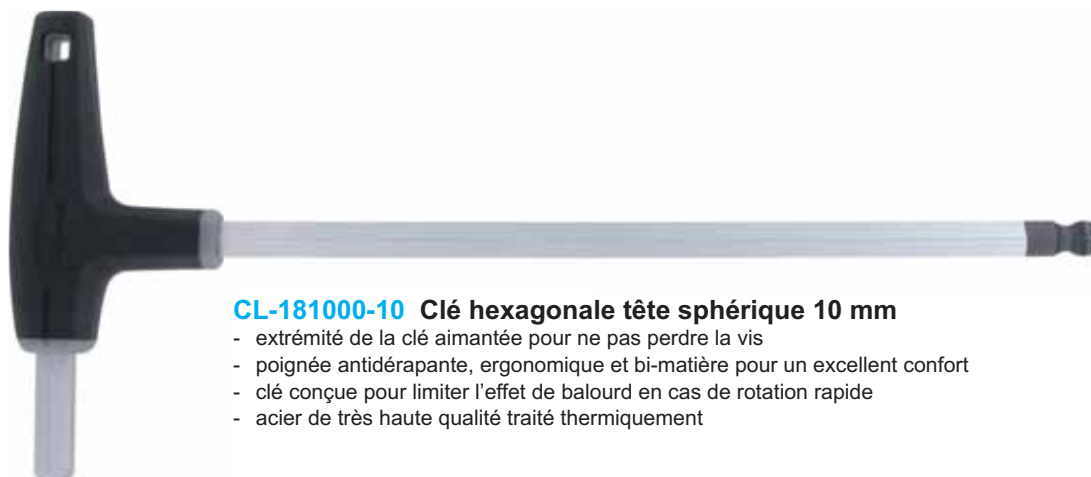 CL-181000-10 Clé hexagonale tête sphérique 10 mm
- extrémité de la clé aimantée pour ne pas perdre la vis
- poignée antidérapante, ergonomique et bi-matière pour un excellent confort
- clé conçue pour limiter l’effet de balourd en cas de rotation rapide
- acier de très haute qualité traité thermiquement